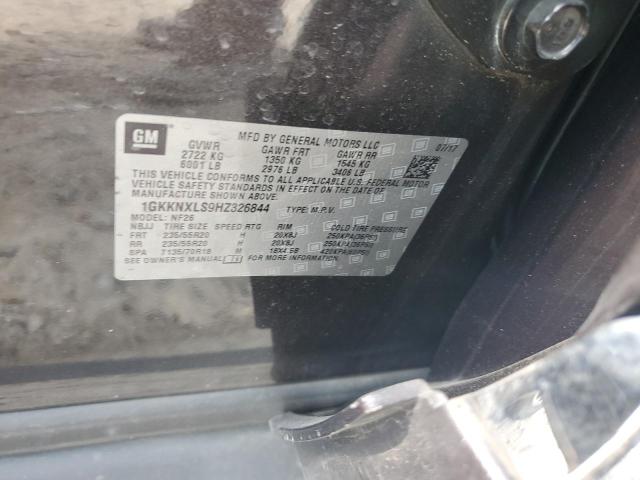 GM
MFD BY GENERAL MOTORS LLC 07/17
GVWR GAWR FRT GAWR RR
2722 KG 1350 KG 1545 KG
6001 LB 2976 LB 3406 LB
THIS VEHICLE CONFORMS TO ALL APPLICABLE U.S. FEDERAL MOTOR
VEHICLE SAFETY STANDARDS IN EFFECT ON THE DATE OF
MANUFACTURE SHOWN ABOVE.
1GKKNXLS9HZ326844 TYPE: M.P.V.
MODEL: NF26
NBJJ TIRE SIZE SPEED RTG RIM COLD TIRE PRESSURE
FRT 235/55R20 H 20X8J 250KPA(36PSI)
RR 235/55R20 H 20X8J 250KPA(36PSI)
SPA T135/70R18 M 18X4.5B 420KPA(60PSI)
SEE OWNER'S MANUAL FOR MORE INFORMATION.